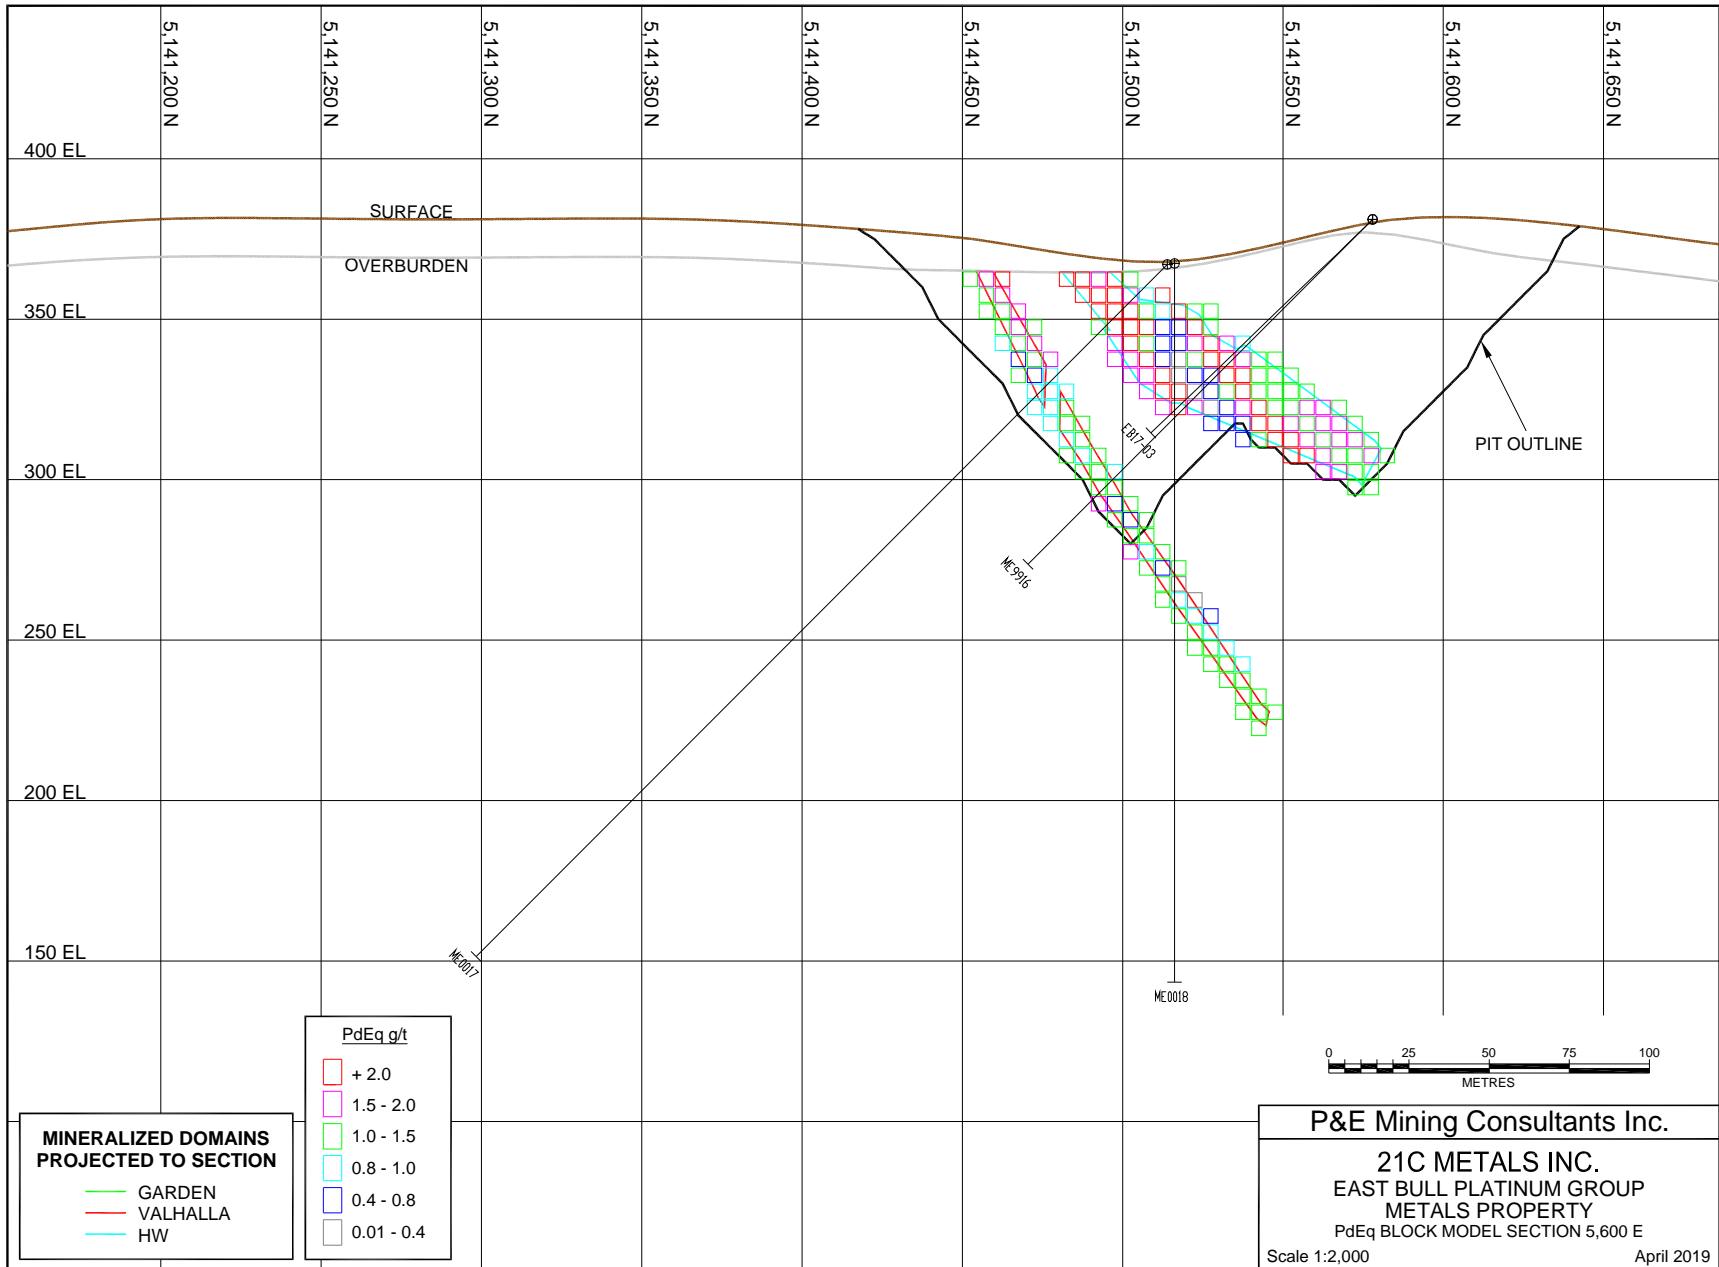 5,141,200 N
5,141,250 N
5,141,300 N
5,141,350 N
5,141,400 N
5,141,450 N
5,141,500 N
5,141,550 N
5,141,600 N
5,141,650 N
400 EL
SURFACE
OVERBURDEN
350 EL
EB17-03
PIT OUTLINE
300 EL
ME9916
250 EL
200 EL
150 EL
ME0017
ME0018
PdEq g/t
+ 2.0
1.5 - 2.0
1.0 - 1.5
0.8 - 1.0
0.4 - 0.8
0.01 - 0.4
MINERALIZED DOMAINS
PROJECTED TO SECTION
GARDEN
VALHALLA
HW
0 25 50 75 100
METRES
P&E Mining Consultants Inc.
21C METALS INC.
EAST BULL PLATINUM GROUP
METALS PROPERTY
PdEq BLOCK MODEL SECTION 5,600 E
Scale 1:2,000 April 2019